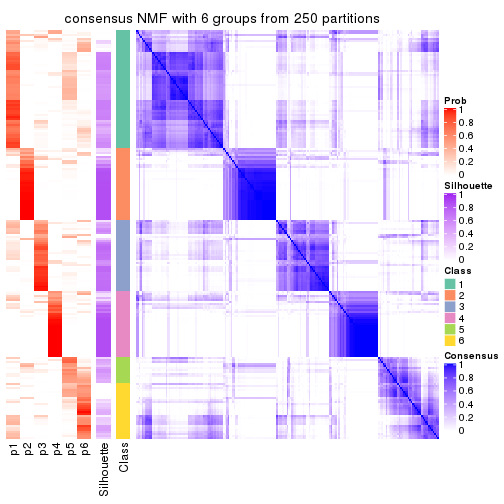 consensus NMF with 6 groups from 250 partitions
Prob
1
0.8
0.6
0.4
0.2
0
Silhouette
1
0.8
0.6
0.4
0.2
0
Class
1
2
3
4
5
6
Consensus
1
0.8
0.6
0.4
0.2
0
p1
p2
p3
p4
p5
p6
Silhouette
Class